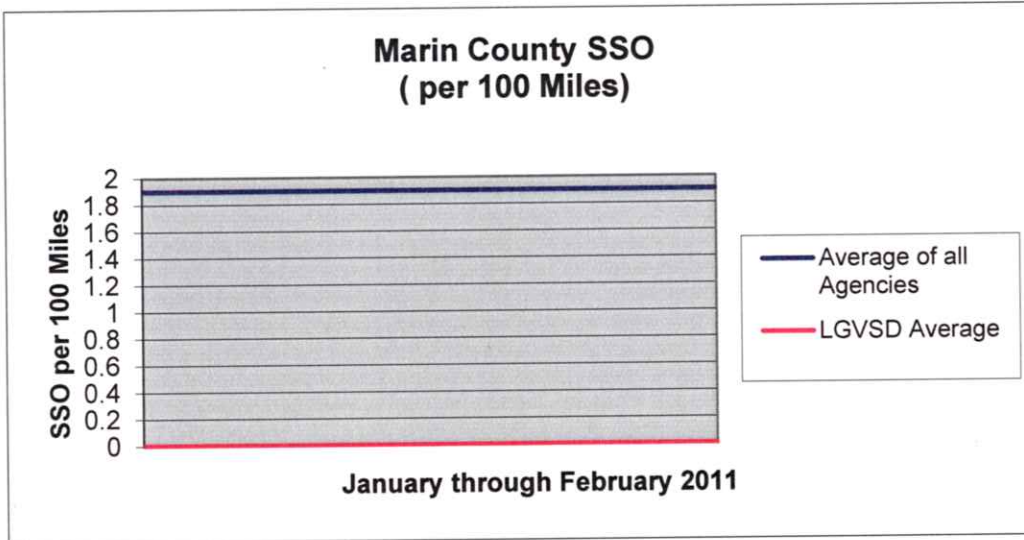 Marin County SSO
( per 100 Miles)
SSO per 100 Miles
2
1.8
1.6
1.4
1.2
1
0.8
0.6
0.4
0.2
0
January through February 2011
Average of all
Agencies
LGVSD Average